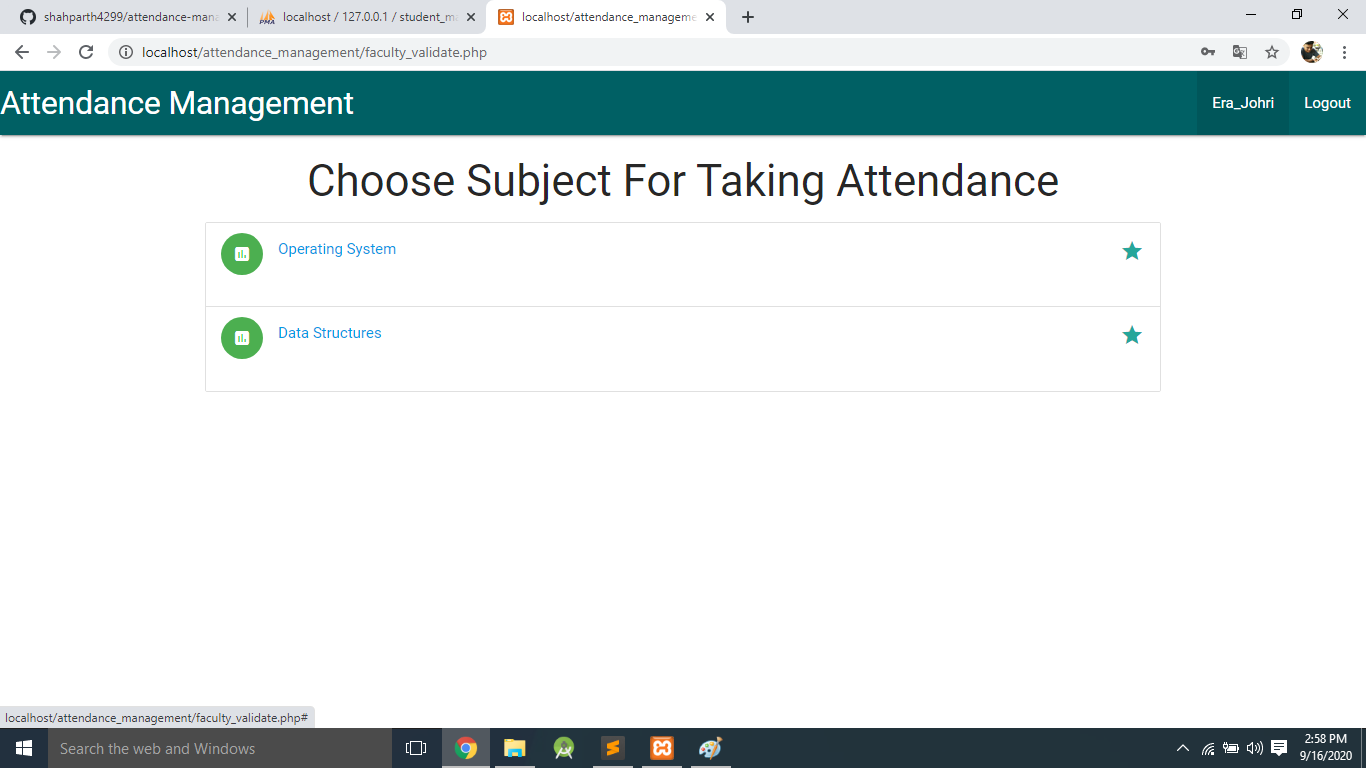 shahparth4299/attendance-mana
localhost / 127.0.0.1 / student_ma
localhost/attendance_manageme
localhost/attendance_management/faculty_validate.php
Attendance Management
Era_Johri
Logout
Choose Subject For Taking Attendance
Operating System
Data Structures
localhost/attendance_management/faculty_validate.php#
Search the web and Windows
2:58 PM
9/16/2020